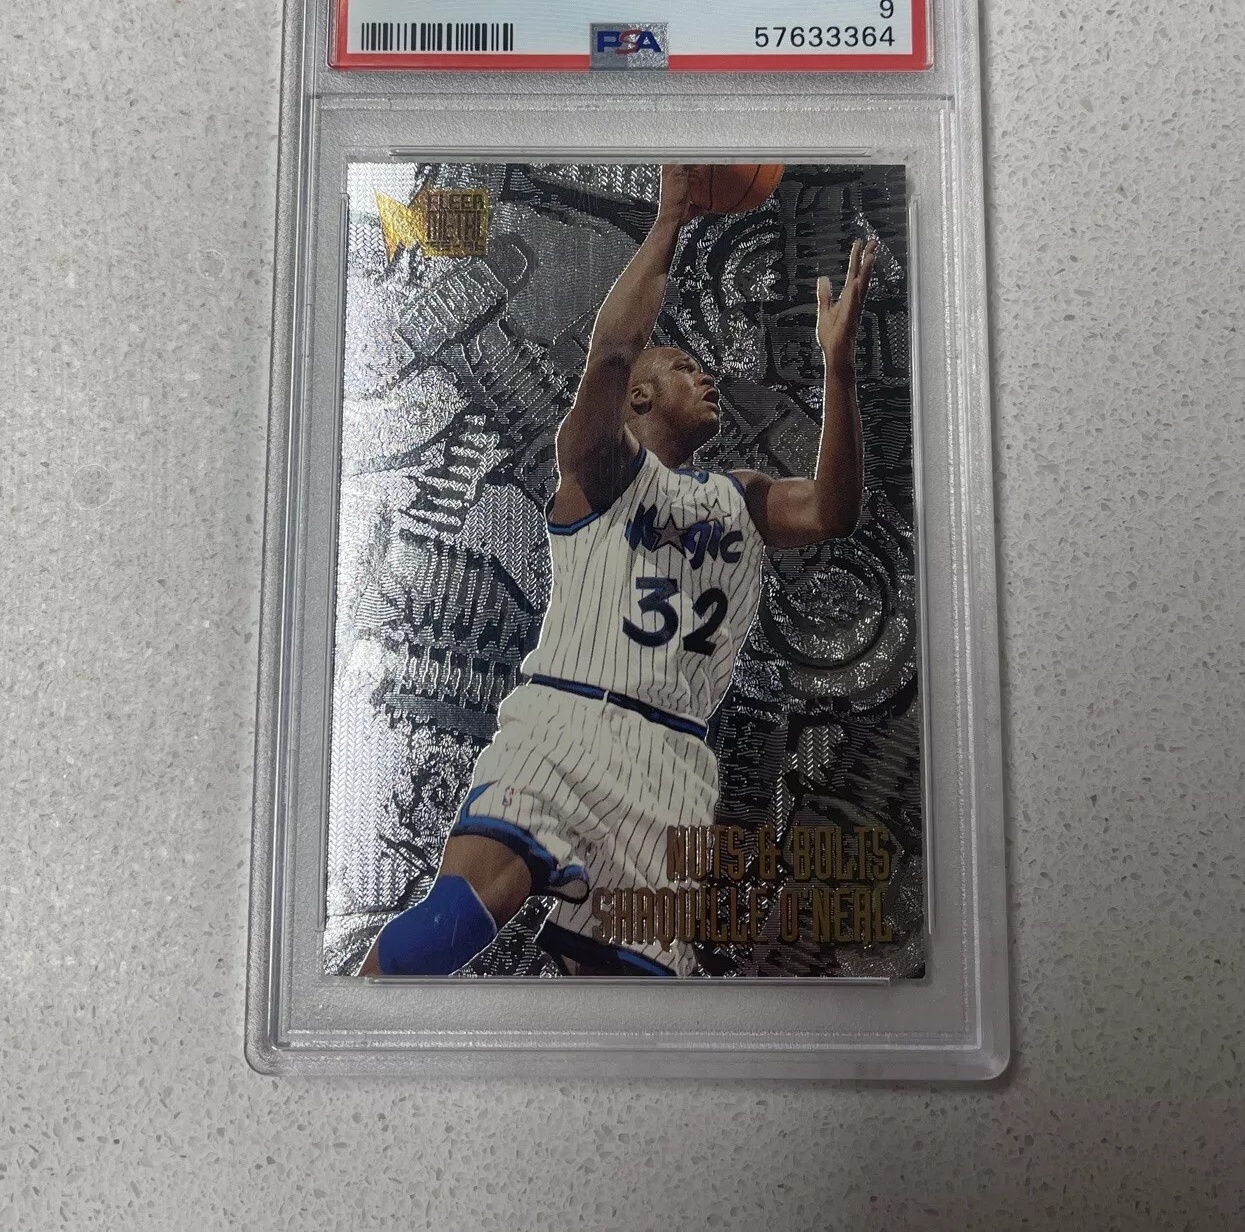 9
PSA
57633364
FLEER
METAL
Magic
32
NUTS & BOLTS
SHAQUILLE O'NEAL